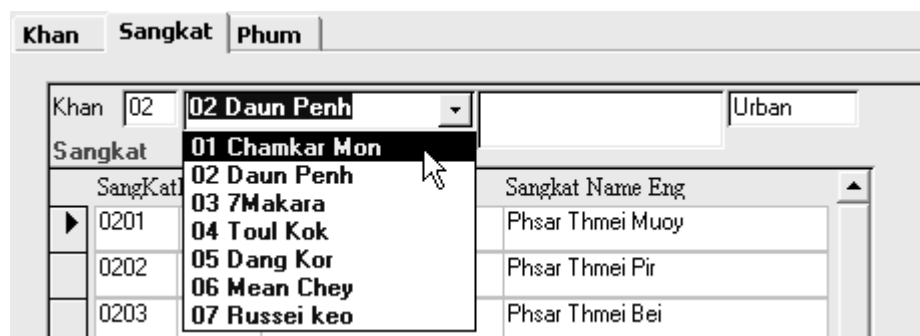 Khan Sangkat Phum
Khan 02 02 Daun Penh Urban
Sangkat
01 Chamkar Mon
02 Daun Penh
03 7Makara
04 Toul Kok
05 Dang Kor
06 Mean Chey
07 Russei keo
Sangkat Name Eng
0201 Phsar Thmei Muoy
0202 Phsar Thmei Pir
0203 Phsar Thmei Bei